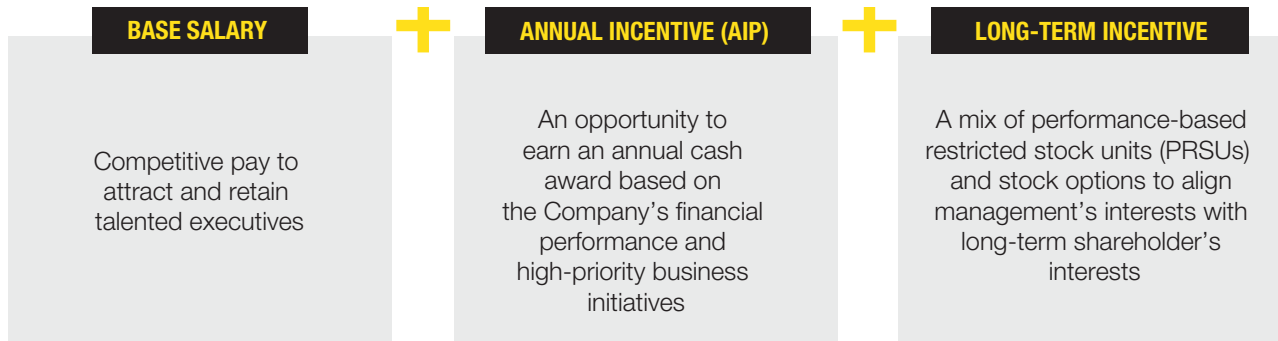 BASE SALARY
Competitive pay to
attract and retain
talented executives
+
ANNUAL INCENTIVE (AIP)
An opportunity to
earn an annual cash
award based on
the Company’s financial
performance and
high-priority business
initiatives
+
LONG-TERM INCENTIVE
A mix of performance-based
restricted stock units (PRSUs)
and stock options to align
management’s interests with
long-term shareholder’s
interests